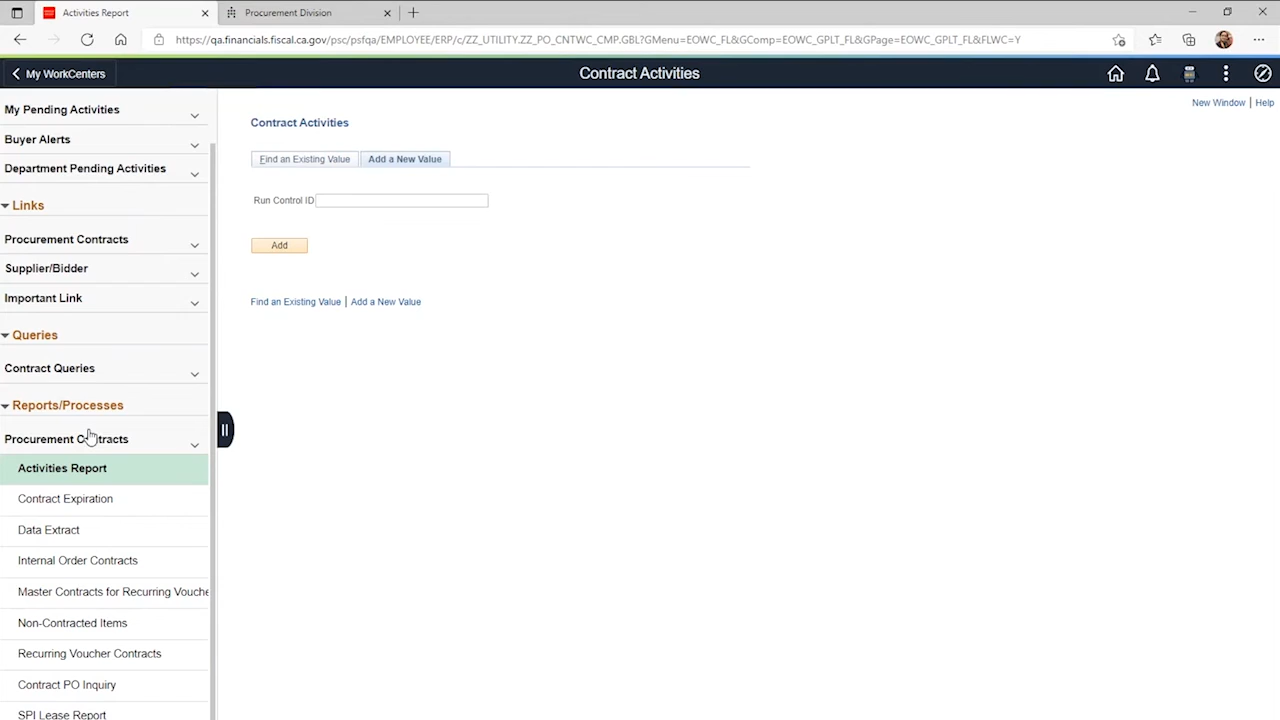 Activities Report
Procurement Division
https://qa.financials.fiscal.ca.gov/psc/psfqa/EMPLOYEE/ERP/c/ZZ_UTILITY.ZZ_PO_CNTWC_CMP.GBL?GMenu=EOWC_FL&GComp=EOWC_GPLT_FL&GPage=EOWC_GPLT_FL&FLWC=Y
My WorkCenters
Contract Activities
New Window | Help
My Pending Activities
Buyer Alerts
Department Pending Activities
Links
Procurement Contracts
Supplier/Bidder
Important Link
Queries
Contract Queries
Reports/Processes
Procurement Contracts
Activities Report
Contract Expiration
Data Extract
Internal Order Contracts
Master Contracts for Recurring Vouche
Non-Contracted Items
Recurring Voucher Contracts
Contract PO Inquiry
SPI Lease Report
Contract Activities
Find an Existing Value
Add a New Value
Run Control ID
Add
Find an Existing Value | Add a New Value